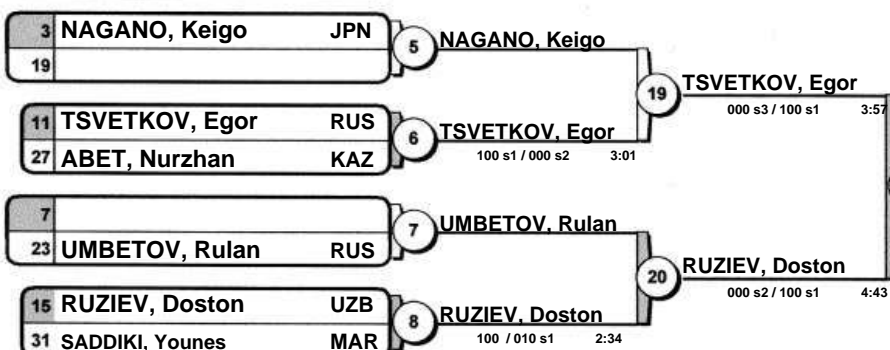 3 NAGANO, Keigo JPN
19
5
NAGANO, Keigo
11 TSVETKOV, Egor RUS
27 ABET, Nurzhan KAZ
6
TSVETKOV, Egor
100 s1 / 000 s2 3:01
19
TSVETKOV, Egor
000 s3 / 100 s1 3:57
7
23 UMBETOV, Rulan RUS
7
UMBETOV, Rulan
15 RUZIEV, Doston UZB
31 SADDIKI, Younes MAR
8
RUZIEV, Doston
100 / 010 s1 2:34
20
RUZIEV, Doston
000 s2 / 100 s1 4:43